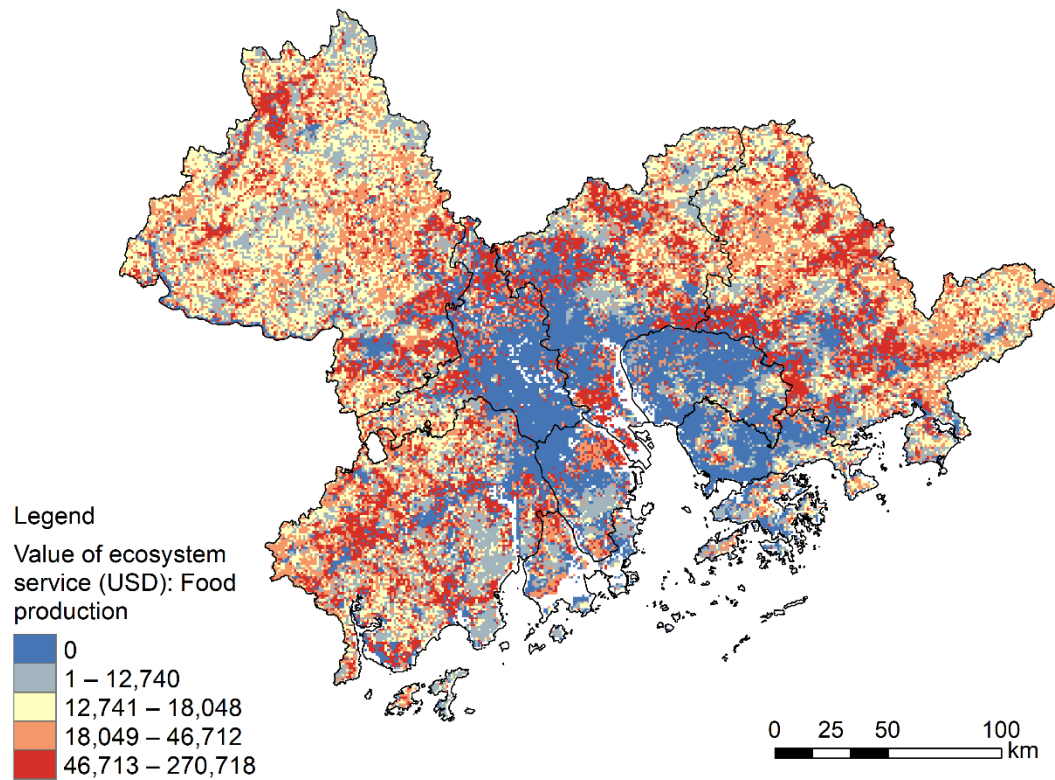 Legend
Value of ecosystem
service (USD): Food
production
0
1 – 12,740
12,741 – 18,048
18,049 – 46,712
46,713 – 270,718
0 25 50 100
km